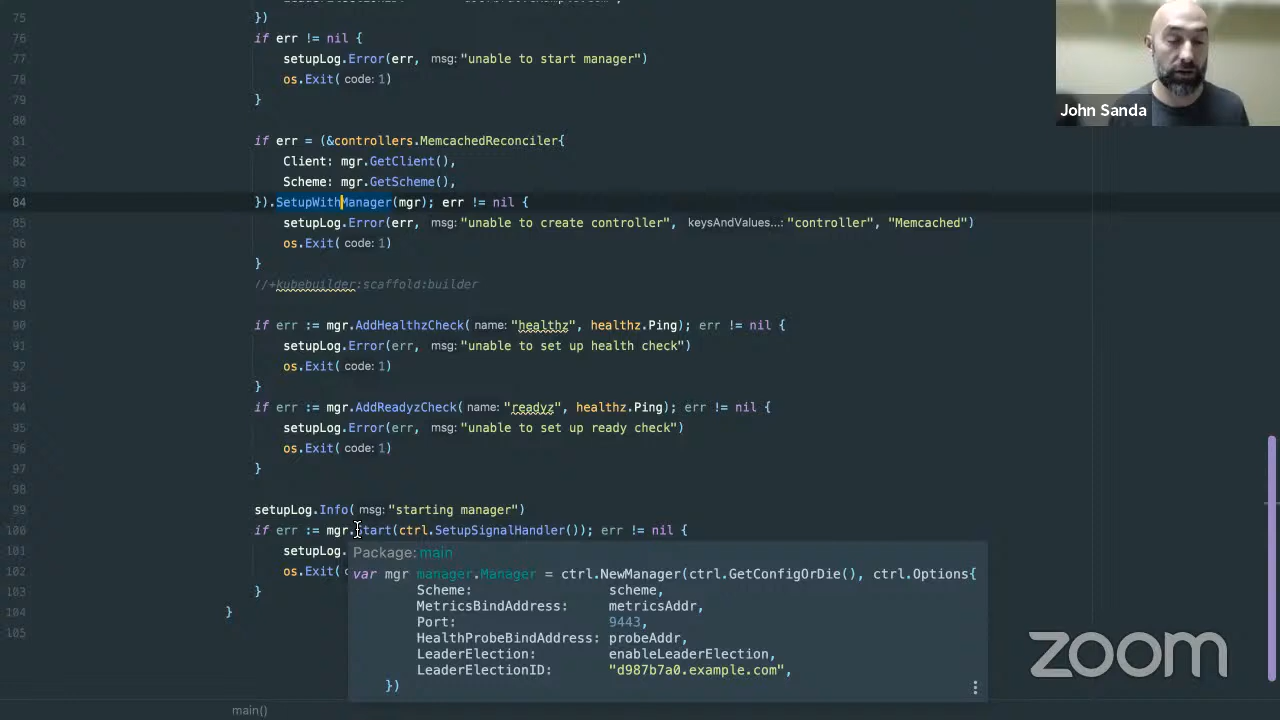 75 })
76 if err != nil {
77 setupLog.Error(err, msg: "unable to start manager")
78 os.Exit( code: 1)
79 }
80
81 if err = (&controllers.MemcachedReconciler{
82 Client: mgr.GetClient(),
83 Scheme: mgr.GetScheme(),
84 }).SetupWithManager(mgr); err != nil {
85 setupLog.Error(err, msg: "unable to create controller", keysAndValues...: "controller", "Memcached")
86 os.Exit( code: 1)
87 }
88 //+kubebuilder:scaffold:builder
89
90 if err := mgr.AddHealthzCheck( name: "healthz", healthz.Ping); err != nil {
91 setupLog.Error(err, msg: "unable to set up health check")
92 os.Exit( code: 1)
93 }
94 if err := mgr.AddReadyzCheck( name: "readyz", healthz.Ping); err != nil {
95 setupLog.Error(err, msg: "unable to set up ready check")
96 os.Exit( code: 1)
97 }
98
99 setupLog.Info( msg: "starting manager")
100 if err := mgr.Start(ctrl.SetupSignalHandler()); err != nil {
101 setupLog.
102 os.Exit(
103 }
104 }
105
Package: main
var mgr manager.Manager = ctrl.NewManager(ctrl.GetConfigOrDie(), ctrl.Options{
Scheme: scheme,
MetricsBindAddress: metricsAddr,
Port: 9443,
HealthProbeBindAddress: probeAddr,
LeaderElection: enableLeaderElection,
LeaderElectionID: "d987b7a0.example.com",
})
main()
John Sanda
zoom